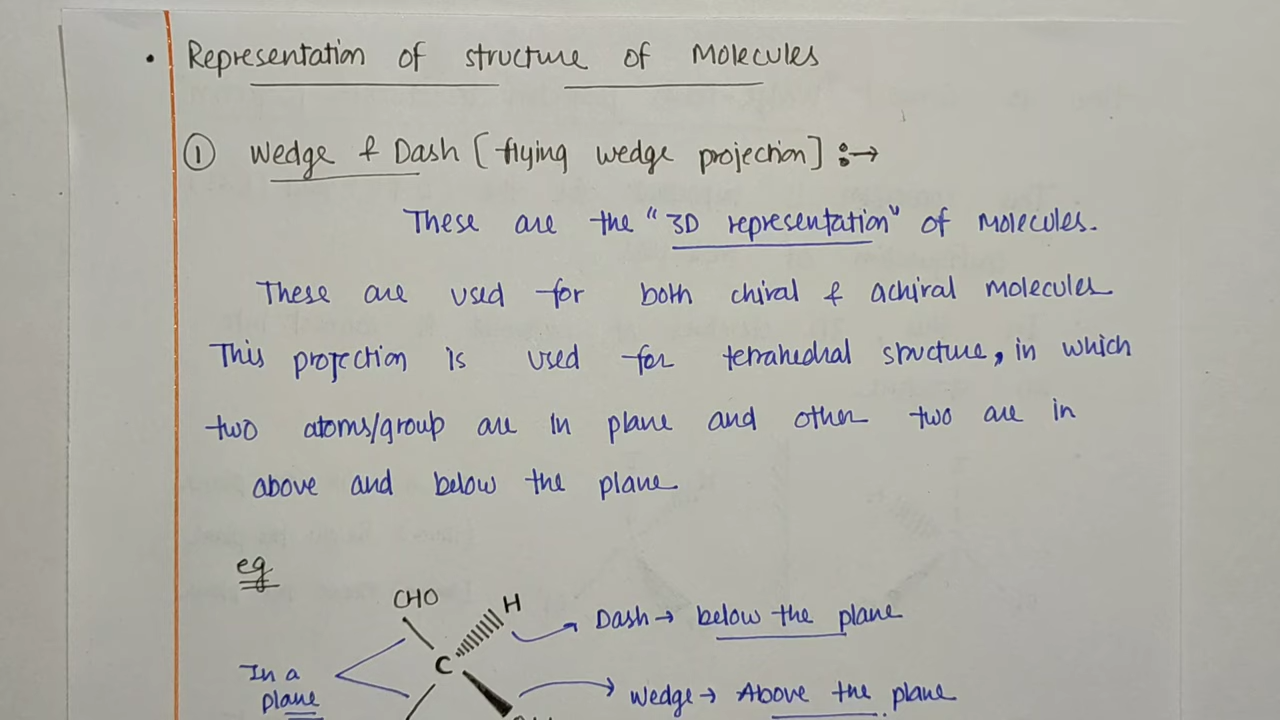 • Representation of structure of Molecules
① Wedge & Dash [flying wedge projection] :→
These are the "3D representation" of Molecules.
These are used for both chiral & achiral molecules
This projection is used for tetrahedral structure, in which
two atoms/group are in plane and other two are in
above and below the plane
eg
CHO
H
Dash → below the plane
C
In a
plane
Wedge → Above the plane